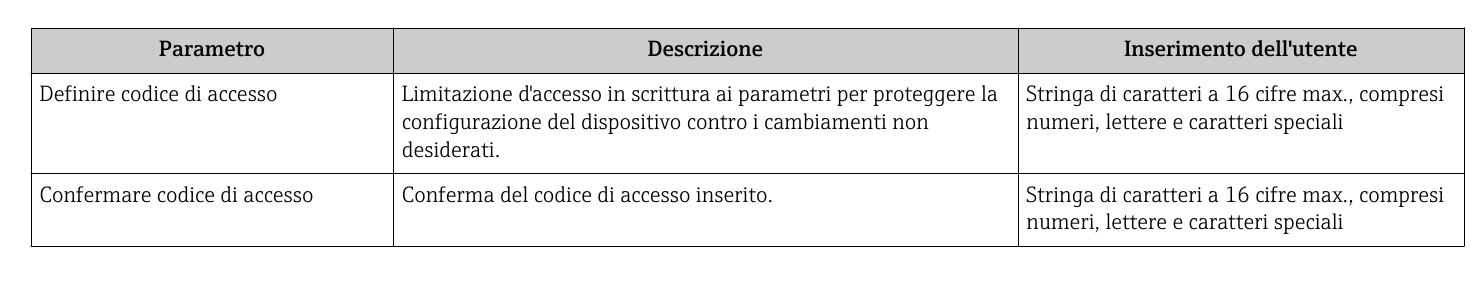 Parametro Descrizione Inserimento dell'utente
Definire codice di accesso Limitazione d'accesso in scrittura ai parametri per proteggere la Stringa di caratteri a 16 cifre max., compresi
configurazione del dispositivo contro i cambiamenti non numeri, lettere e caratteri speciali
desiderati.
Confermare codice di accesso Conferma del codice di accesso inserito. Stringa di caratteri a 16 cifre max., compresi
numeri, lettere e caratteri speciali